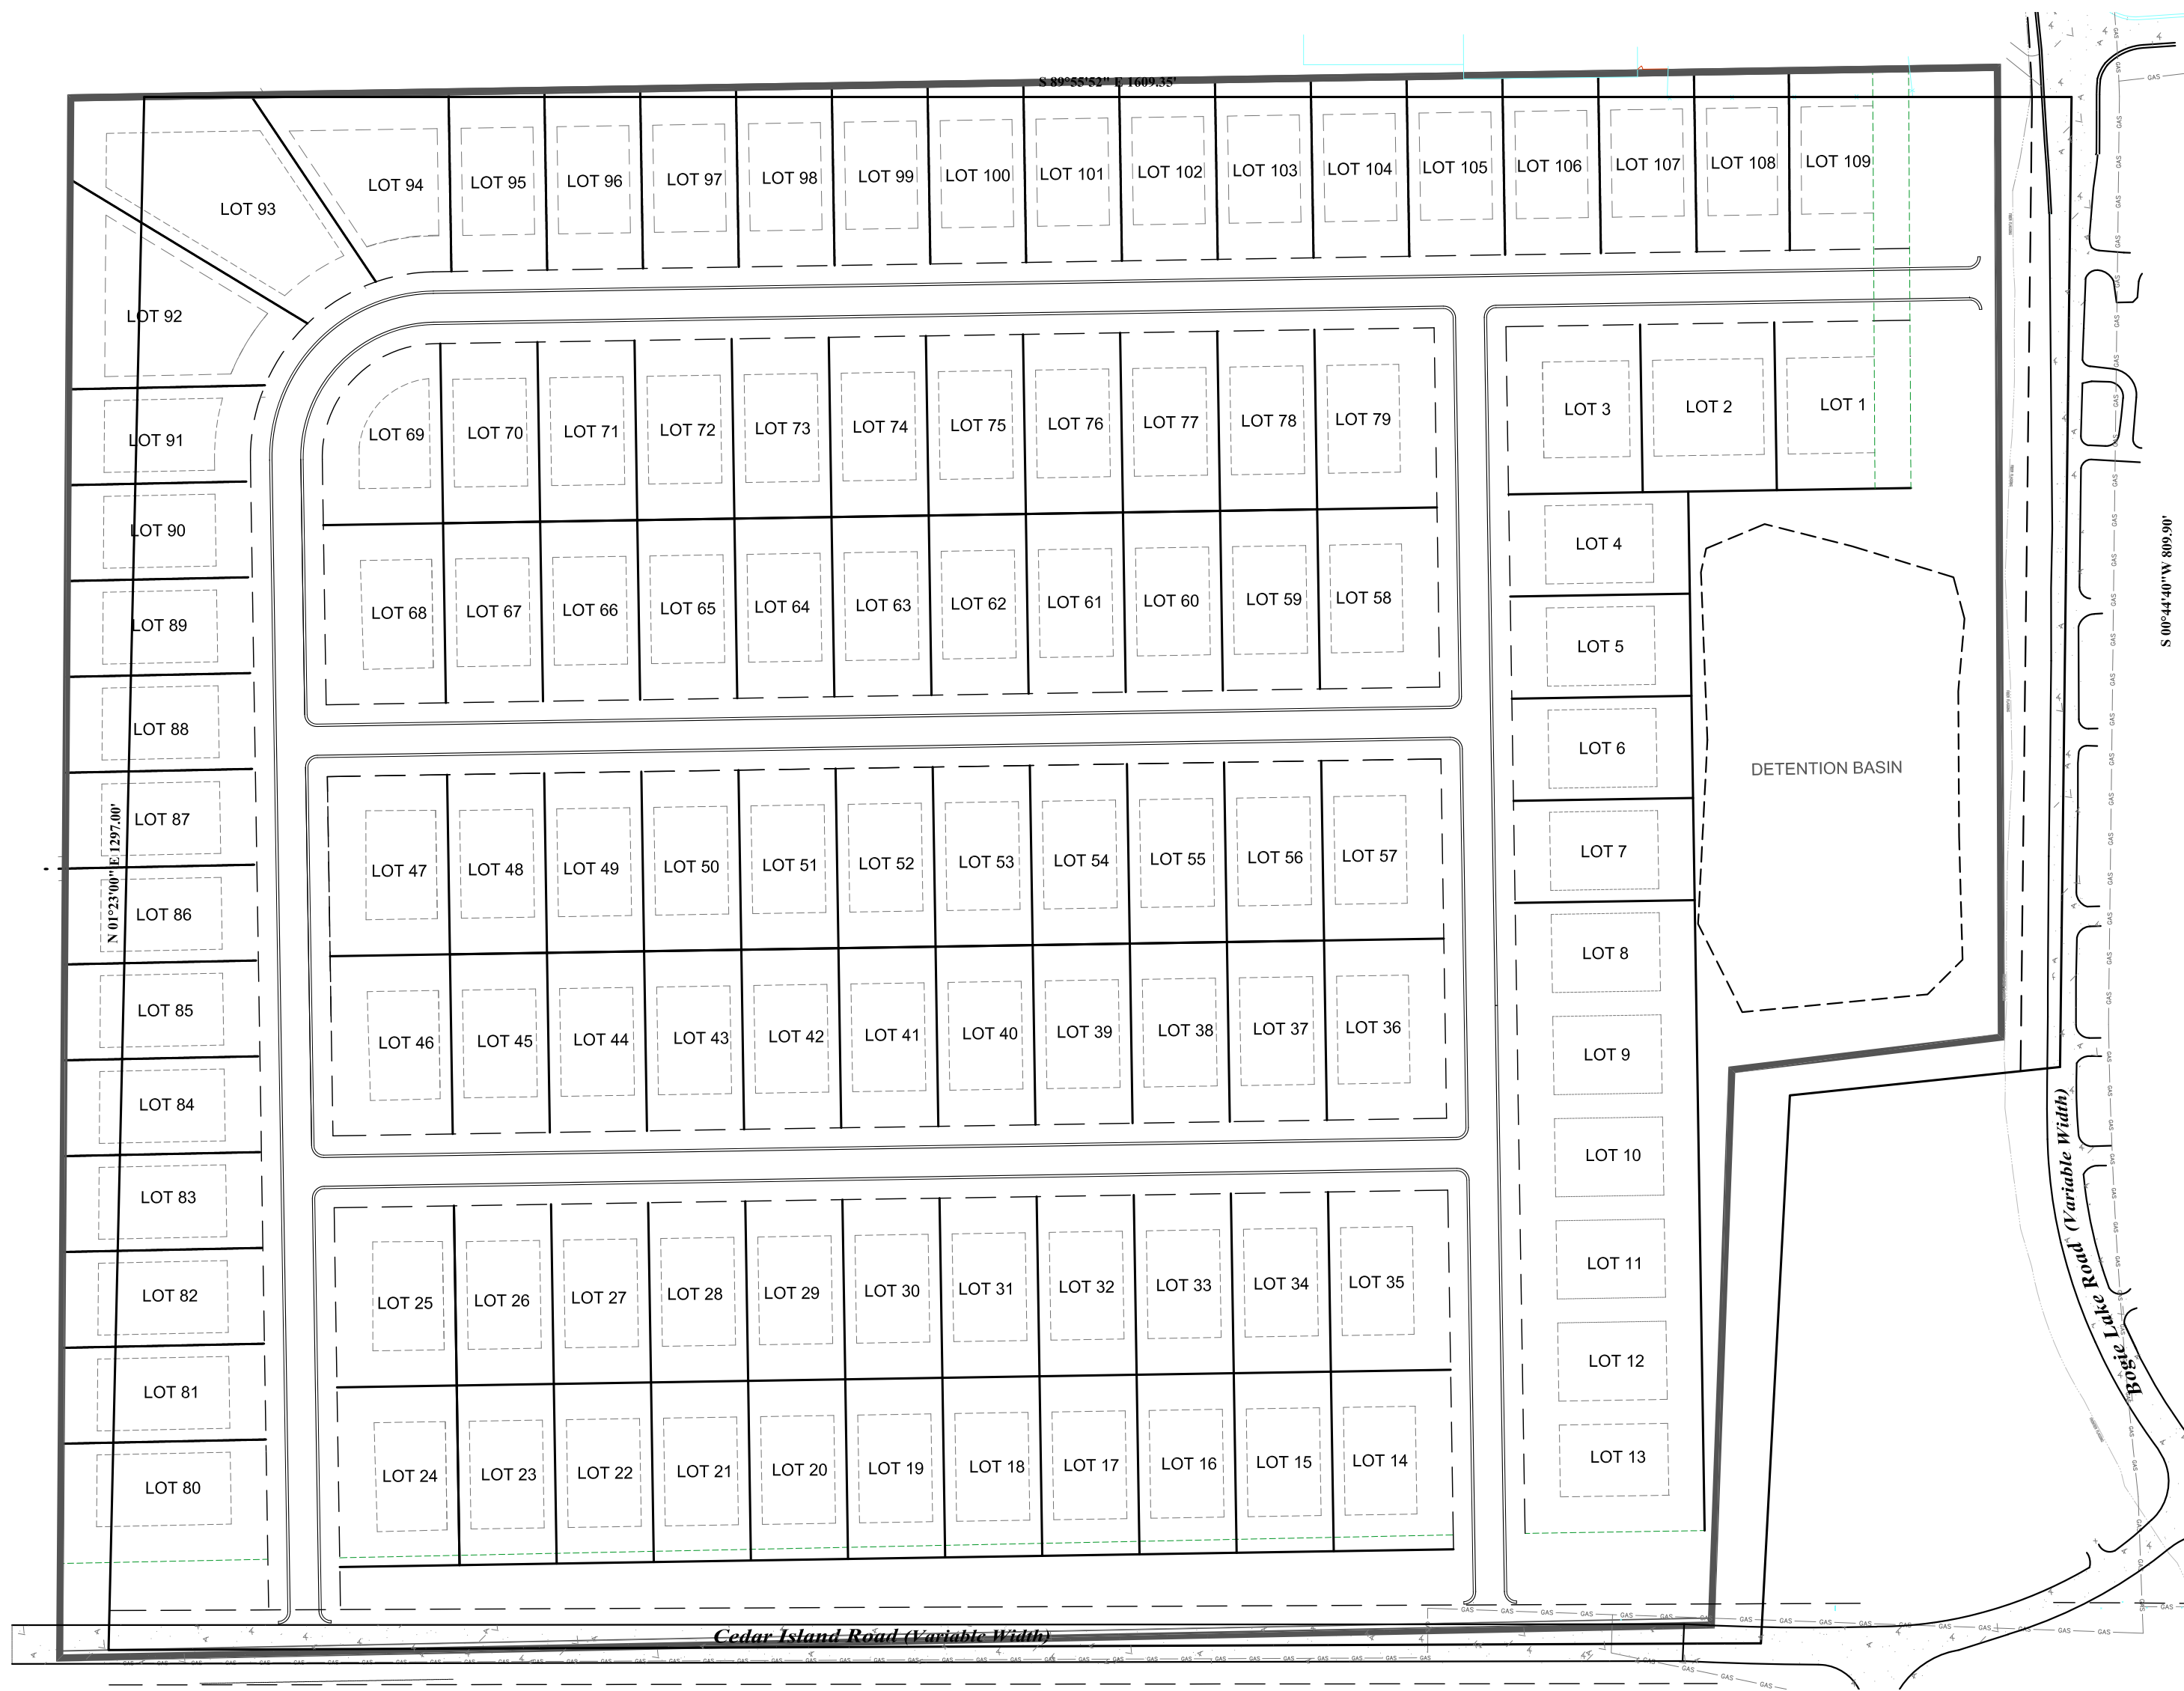 S 89°55'52" E 1609.35'
LOT 93
LOT 94
LOT 95
LOT 96
LOT 97
LOT 98
LOT 99
LOT 100
LOT 101
LOT 102
LOT 103
LOT 104
LOT 105
LOT 106
LOT 107
LOT 108
LOT 109
LOT 92
LOT 91
LOT 90
LOT 89
LOT 88
LOT 87
LOT 86
LOT 85
LOT 84
LOT 83
LOT 82
LOT 81
LOT 80
N 01°23'00"E 1297.00'
LOT 69
LOT 70
LOT 71
LOT 72
LOT 73
LOT 74
LOT 75
LOT 76
LOT 77
LOT 78
LOT 79
LOT 68
LOT 67
LOT 66
LOT 65
LOT 64
LOT 63
LOT 62
LOT 61
LOT 60
LOT 59
LOT 58
LOT 47
LOT 48
LOT 49
LOT 50
LOT 51
LOT 52
LOT 53
LOT 54
LOT 55
LOT 56
LOT 57
LOT 46
LOT 45
LOT 44
LOT 43
LOT 42
LOT 41
LOT 40
LOT 39
LOT 38
LOT 37
LOT 36
LOT 25
LOT 26
LOT 27
LOT 28
LOT 29
LOT 30
LOT 31
LOT 32
LOT 33
LOT 34
LOT 35
LOT 24
LOT 23
LOT 22
LOT 21
LOT 20
LOT 19
LOT 18
LOT 17
LOT 16
LOT 15
LOT 14
LOT 3
LOT 2
LOT 1
LOT 4
LOT 5
LOT 6
LOT 7
LOT 8
LOT 9
LOT 10
LOT 11
LOT 12
LOT 13
DETENTION BASIN
S 00°44'40"W 809.90'
Bogie Lake Road (Variable Width)
Cedar Island Road (Variable Width)
GAS